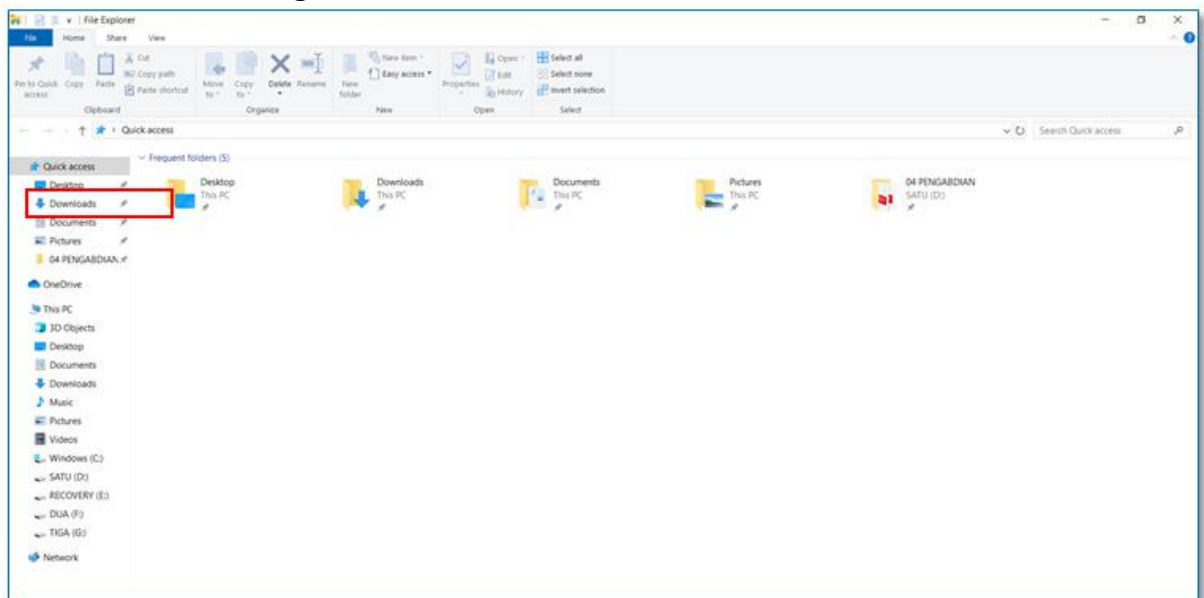 File Explorer
File Home Share View
Pin to Quick access
Copy
Paste
Cut
Copy path
Paste shortcut
Clipboard
Move to
Copy to
Delete
Rename
Organize
New folder
New item
Easy access
New
Properties
Open
Edit
History
Open
Select all
Select none
Invert selection
Select
Quick access
Search Quick access
Quick access
Desktop
Downloads
Documents
Pictures
04 PENGABDIAN
OneDrive
This PC
3D Objects
Desktop
Documents
Downloads
Music
Pictures
Videos
Windows (C:)
SATU (D:)
RECOVERY (E:)
DUA (F:)
TIGA (G:)
Network
Frequent folders (5)
Desktop
This PC
Downloads
This PC
Documents
This PC
Pictures
This PC
04 PENGABDIAN
SATU (D:)